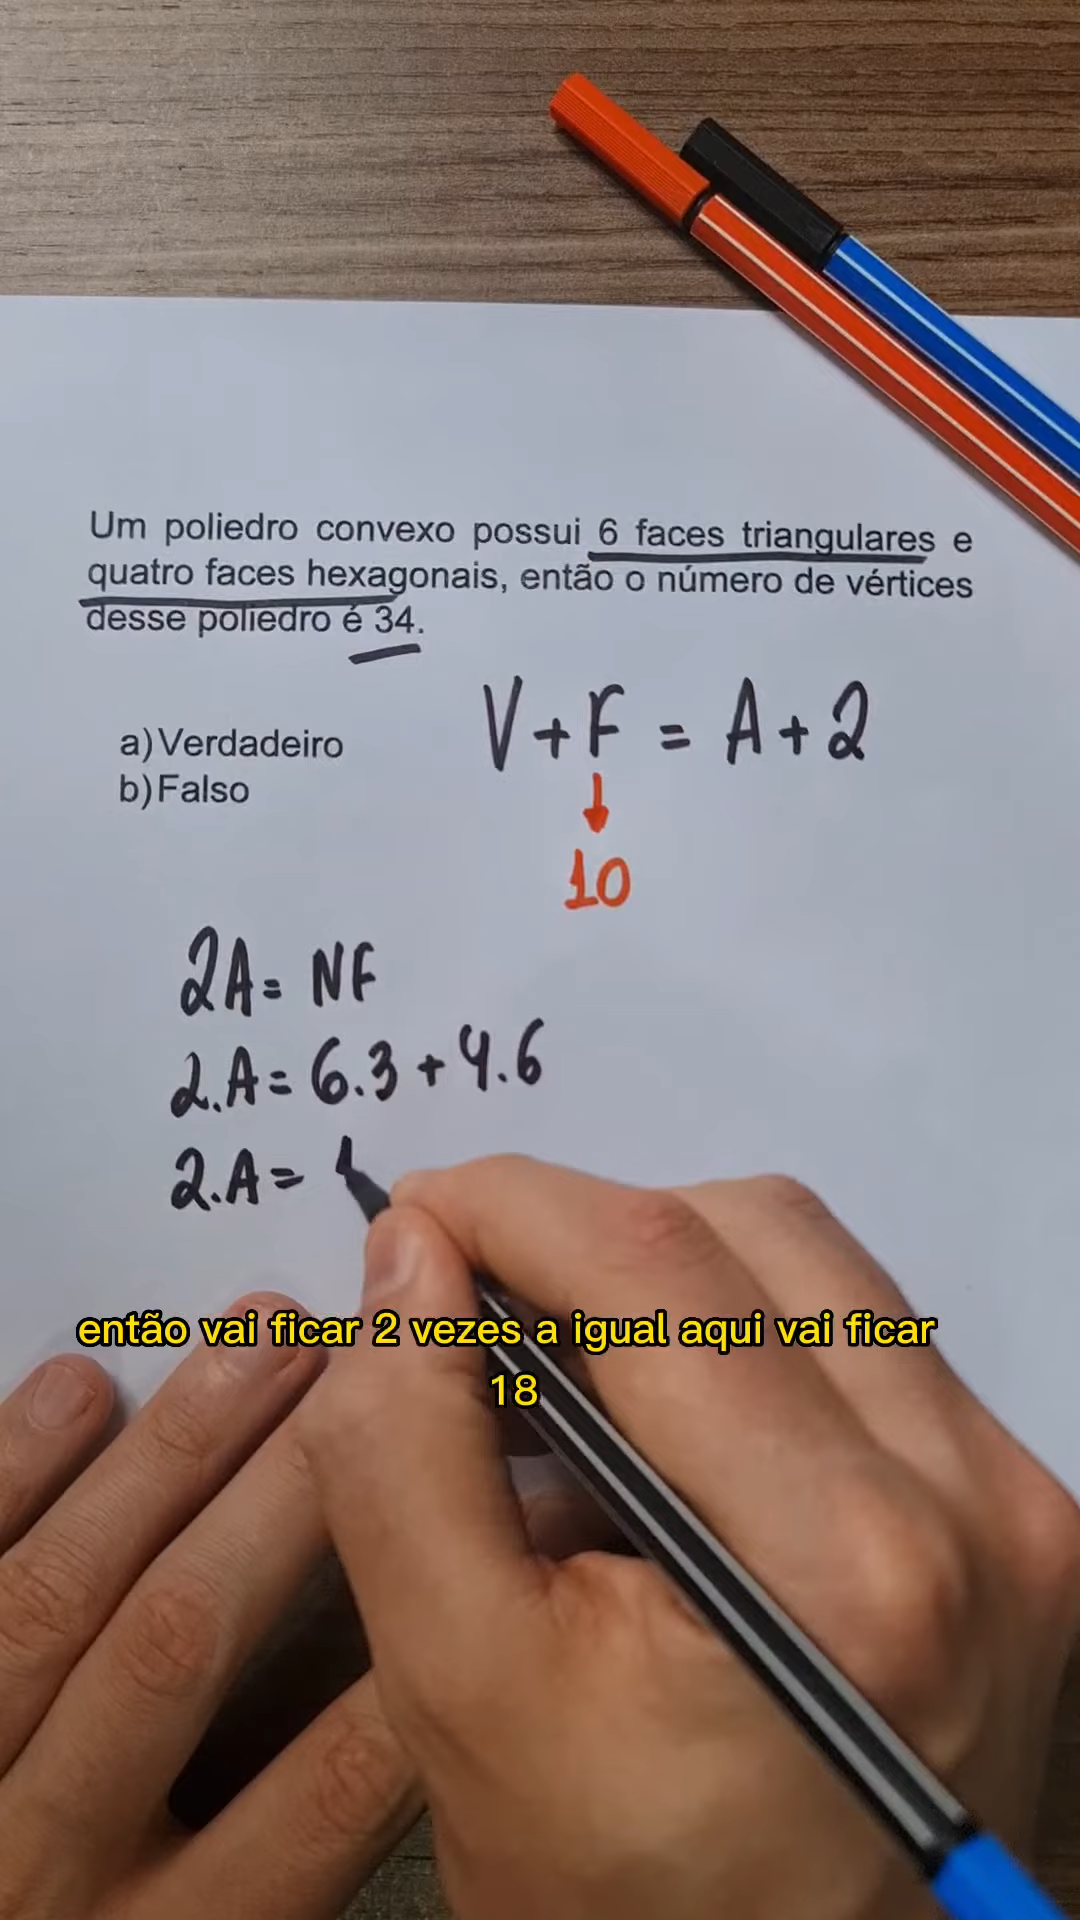 Um poliedro convexo possui 6 faces triangulares e
quatro faces hexagonais, então o número de vértices
desse poliedro é 34.
a) Verdadeiro
b) Falso
V + F = A + 2
10
2A = NF
2.A = 6.3 + 4.6
2.A = 1
então vai ficar 2 vezes a igual aqui vai ficar
18